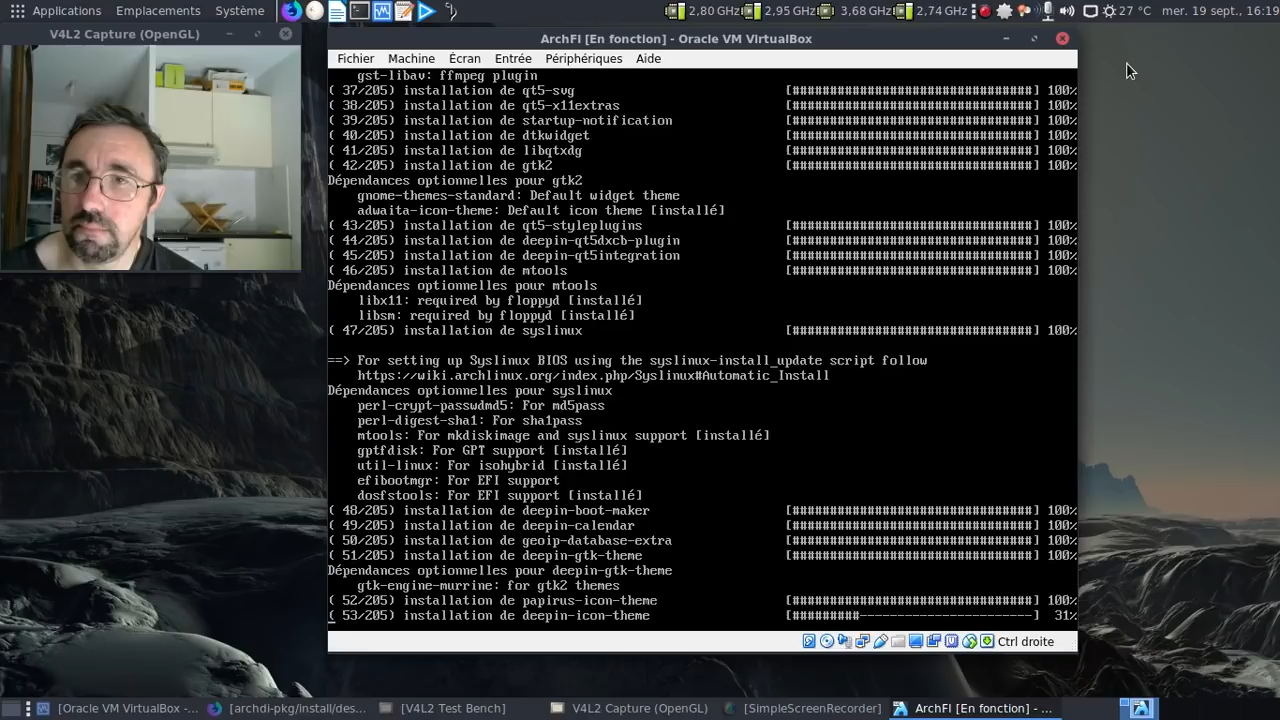 Applications Emplacements Système 2,80 GHz 2,95 GHz 3,68 GHz 2,74 GHz 27 °C mer. 19 sept., 16:19
V4L2 Capture (OpenGL)
ArchFI [En fonction] - Oracle VM VirtualBox
Fichier Machine Écran Entrée Périphériques Aide
gst-libav: ffmpeg plugin
( 37/205) installation de qt5-svg [################################] 100%
( 38/205) installation de qt5-x11extras [################################] 100%
( 39/205) installation de startup-notification [################################] 100%
( 40/205) installation de dtkwidget [################################] 100%
( 41/205) installation de libqtxdg [################################] 100%
( 42/205) installation de gtk2 [################################] 100%
Dépendances optionnelles pour gtk2
gnome-themes-standard: Default widget theme
adwaita-icon-theme: Default icon theme [installé]
( 43/205) installation de qt5-styleplugins [################################] 100%
( 44/205) installation de deepin-qt5dxcb-plugin [################################] 100%
( 45/205) installation de deepin-qt5integration [################################] 100%
( 46/205) installation de mtools [################################] 100%
Dépendances optionnelles pour mtools
libx11: required by floppyd [installé]
libsm: required by floppyd [installé]
( 47/205) installation de syslinux [################################] 100%
==> For setting up Syslinux BIOS using the syslinux-install_update script follow
https://wiki.archlinux.org/index.php/Syslinux#Automatic_Install
Dépendances optionnelles pour syslinux
perl-crypt-passwdmd5: For md5pass
perl-digest-sha1: For sha1pass
mtools: For mkdiskimage and syslinux support [installé]
gptfdisk: For GPT support [installé]
util-linux: For isohybrid [installé]
efibootmgr: For EFI support
dosfstools: For EFI support [installé]
( 48/205) installation de deepin-boot-maker [################################] 100%
( 49/205) installation de deepin-calendar [################################] 100%
( 50/205) installation de geoip-database-extra [################################] 100%
( 51/205) installation de deepin-gtk-theme [################################] 100%
Dépendances optionnelles pour deepin-gtk-theme
gtk-engine-murrine: for gtk2 themes
( 52/205) installation de papirus-icon-theme [################################] 100%
( 53/205) installation de deepin-icon-theme [#########-----------------------] 31%
Ctrl droite
[Oracle VM VirtualBox -... [archdi-pkg/install/des... [V4L2 Test Bench] V4L2 Capture (OpenGL) [SimpleScreenRecorder] ArchFI [En fonction] - ...